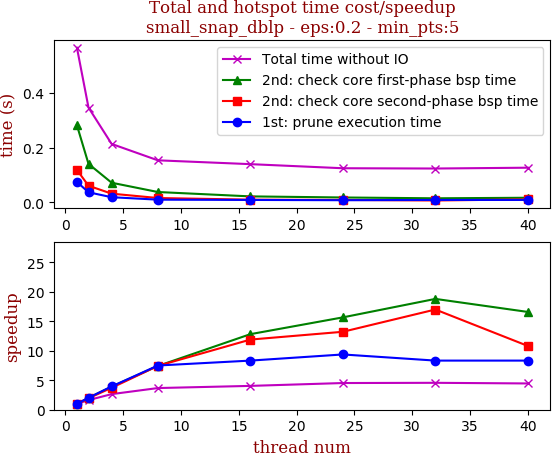 Total and hotspot time cost/speedup
small_snap_dblp - eps:0.2 - min_pts:5
time (s)
0.4
0.2
0.0
Total time without IO
2nd: check core first-phase bsp time
2nd: check core second-phase bsp time
1st: prune execution time
0 5 10 15 20 25 30 35 40
speedup
25
20
15
10
5
0
0 5 10 15 20 25 30 35 40
thread num